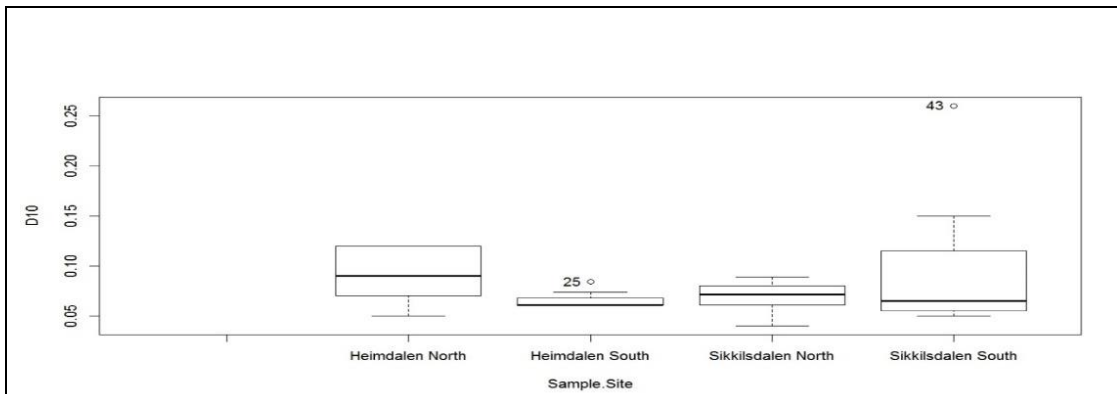 43
0.25
0.20
0.15
D10
0.10
25
0.05
Heimdalen North Heimdalen South Sikkilsdalen North Sikkilsdalen South
Sample.Site